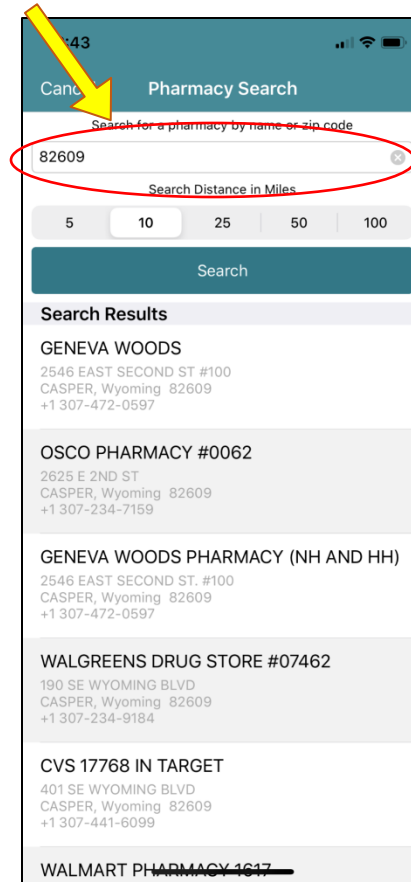 :43
Cancel Pharmacy Search
Search for a pharmacy by name or zip code
82609
Search Distance in Miles
5 10 25 50 100
Search
Search Results
GENEVA WOODS
2546 EAST SECOND ST #100
CASPER, Wyoming 82609
+1 307-472-0597
OSCO PHARMACY #0062
2625 E 2ND ST
CASPER, Wyoming 82609
+1 307-234-7159
GENEVA WOODS PHARMACY (NH AND HH)
2546 EAST SECOND ST. #100
CASPER, Wyoming 82609
+1 307-472-0597
WALGREENS DRUG STORE #07462
190 SE WYOMING BLVD
CASPER, Wyoming 82609
+1 307-234-9184
CVS 17768 IN TARGET
401 SE WYOMING BLVD
CASPER, Wyoming 82609
+1 307-441-6099
WALMART PHARMACY 1617